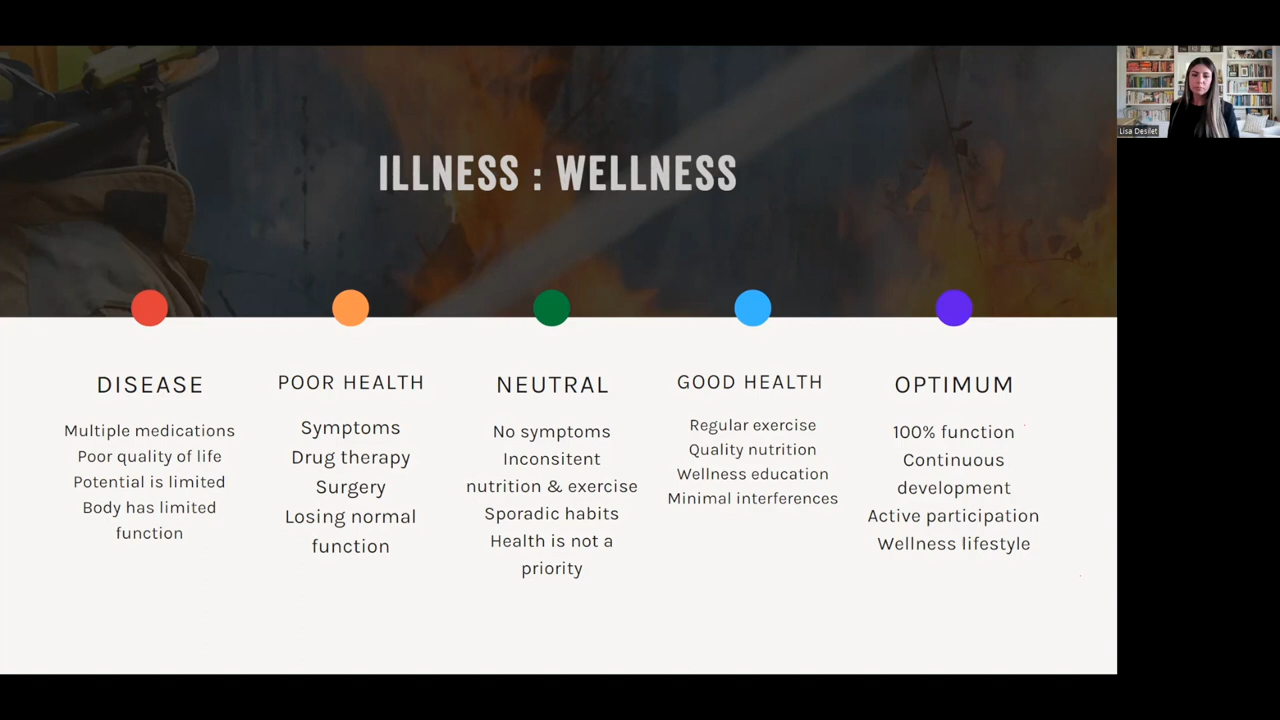 ILLNESS : WELLNESS
Lisa Desilet
DISEASE
Multiple medications
Poor quality of life
Potential is limited
Body has limited
function
POOR HEALTH
Symptoms
Drug therapy
Surgery
Losing normal
function
NEUTRAL
No symptoms
Inconsitent
nutrition & exercise
Sporadic habits
Health is not a
priority
GOOD HEALTH
Regular exercise
Quality nutrition
Wellness education
Minimal interferences
OPTIMUM
100% function
Continuous
development
Active participation
Wellness lifestyle